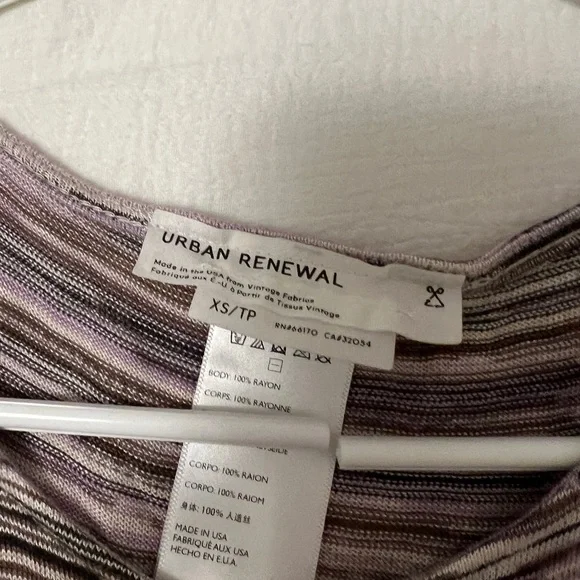 URBAN RENEWAL
Made in the USA from Vintage Fabrics
Fabriqué aux É-U à Partir de Tissus Vintage
XS/TP
RN#66170 CA#32054
BODY: 100% RAYON
CORPS: 100% RAYONNE
CORPO: 100% RAION
CORPO: 100% RAIOM
身体: 100% 人造丝
MADE IN USA
FABRIQUÉ AUX USA
HECHO EN E.U.A.